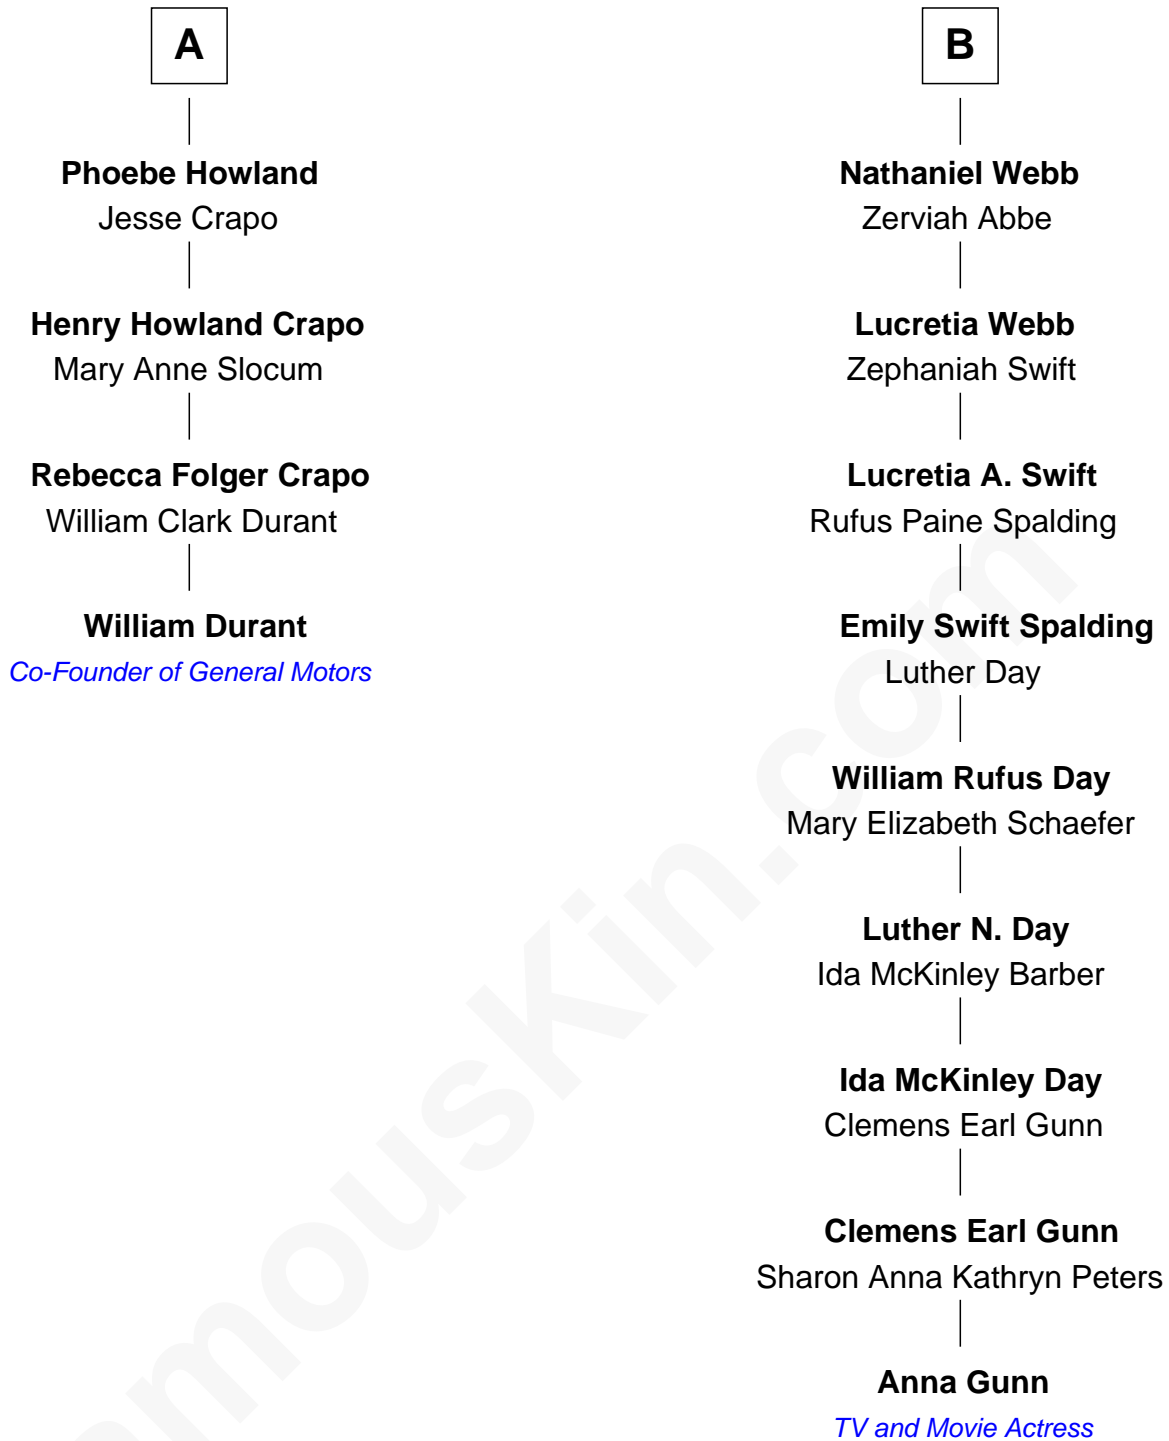 A
Phoebe Howland
Jesse Crapo
Henry Howland Crapo
Mary Anne Slocum
Rebecca Folger Crapo
William Clark Durant
William Durant
Co-Founder of General Motors
B
Nathaniel Webb
Zerviah Abbe
Lucretia Webb
Zephaniah Swift
Lucretia A. Swift
Rufus Paine Spalding
Emily Swift Spalding
Luther Day
William Rufus Day
Mary Elizabeth Schaefer
Luther N. Day
Ida McKinley Barber
Ida McKinley Day
Clemens Earl Gunn
Clemens Earl Gunn
Sharon Anna Kathryn Peters
Anna Gunn
TV and Movie Actress
amouskin.com